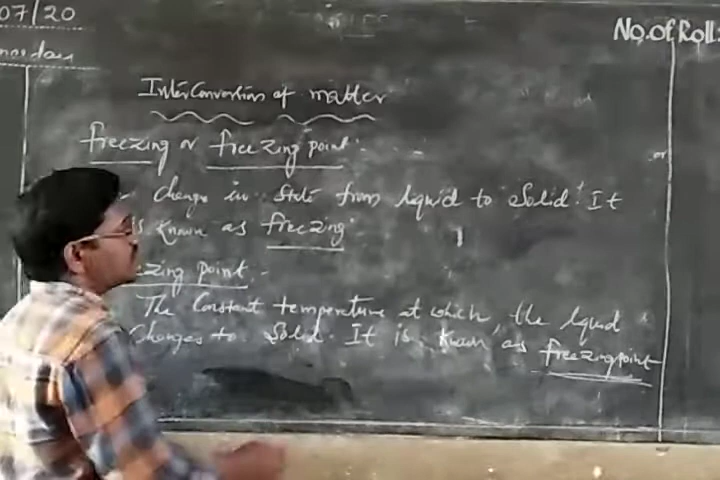 07/20
No. of Roll:
Inter Conversion of matter
freezing or freezing point.
Change in State from liquid to Solid. It
is known as freezing
zing point.
The Constant temperature at which, the liquid
Changes to Solid. It is known as freezing point